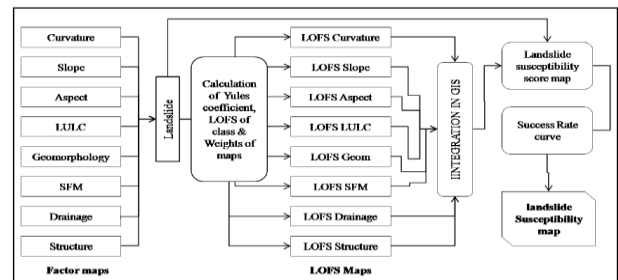 Curvature
Slope
Aspect
LULC
Geomorphology
SFM
Drainage
Structure
Factor maps
Landslide
Calculation
of Yules
coefficient,
LOFS of
class &
Weights of
maps
LOFS Curvature
LOFS Slope
LOFS Aspect
LOFS LULC
LOFS Geom
LOFS SFM
LOFS Drainage
LOFS Structure
LOFS Maps
IINTEGRATION IN GIS
Landslide
susceptibility
score map
Success Rate
curve
landslide
Susceptibility
map